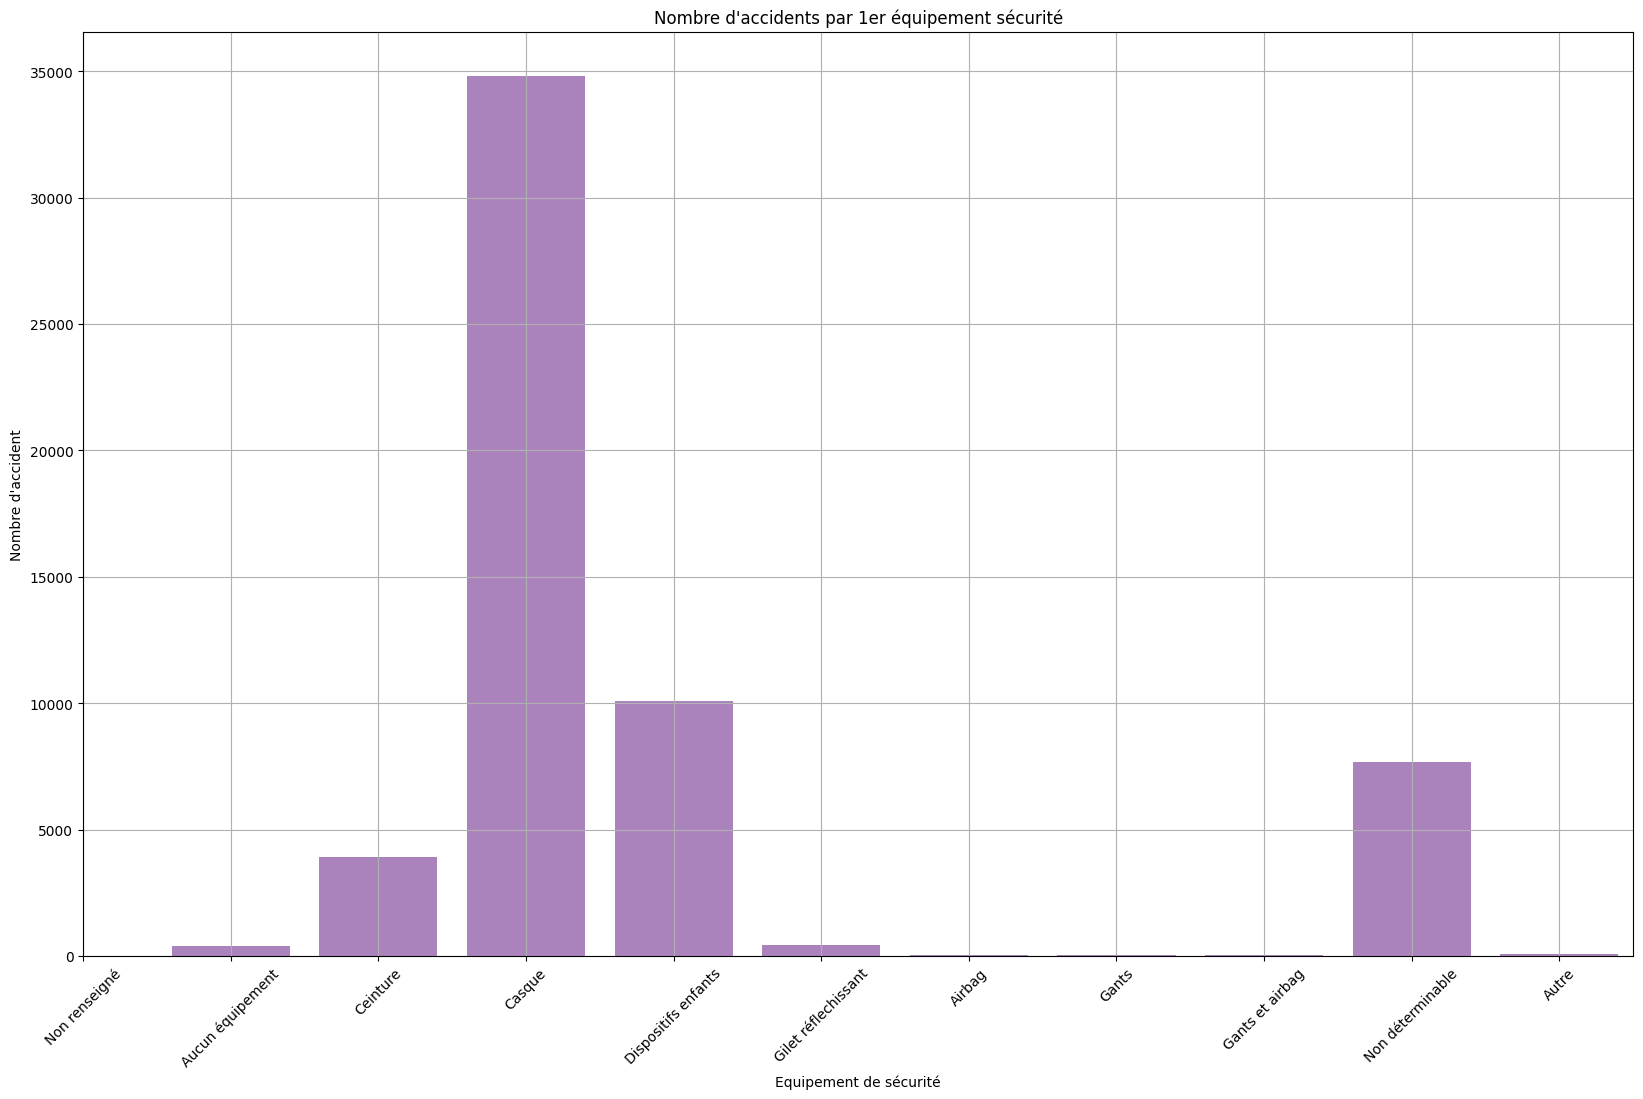 Nombre d'accidents par 1er équipement sécurité
35000
30000
25000
20000
15000
10000
5000
0
Nombre d'accident
Non renseigné
Aucun équipement
Ceinture
Casque
Dispositifs enfants
Gilet réflechissant
Airbag
Gants
Gants et airbag
Non déterminable
Autre
Equipement de sécurité